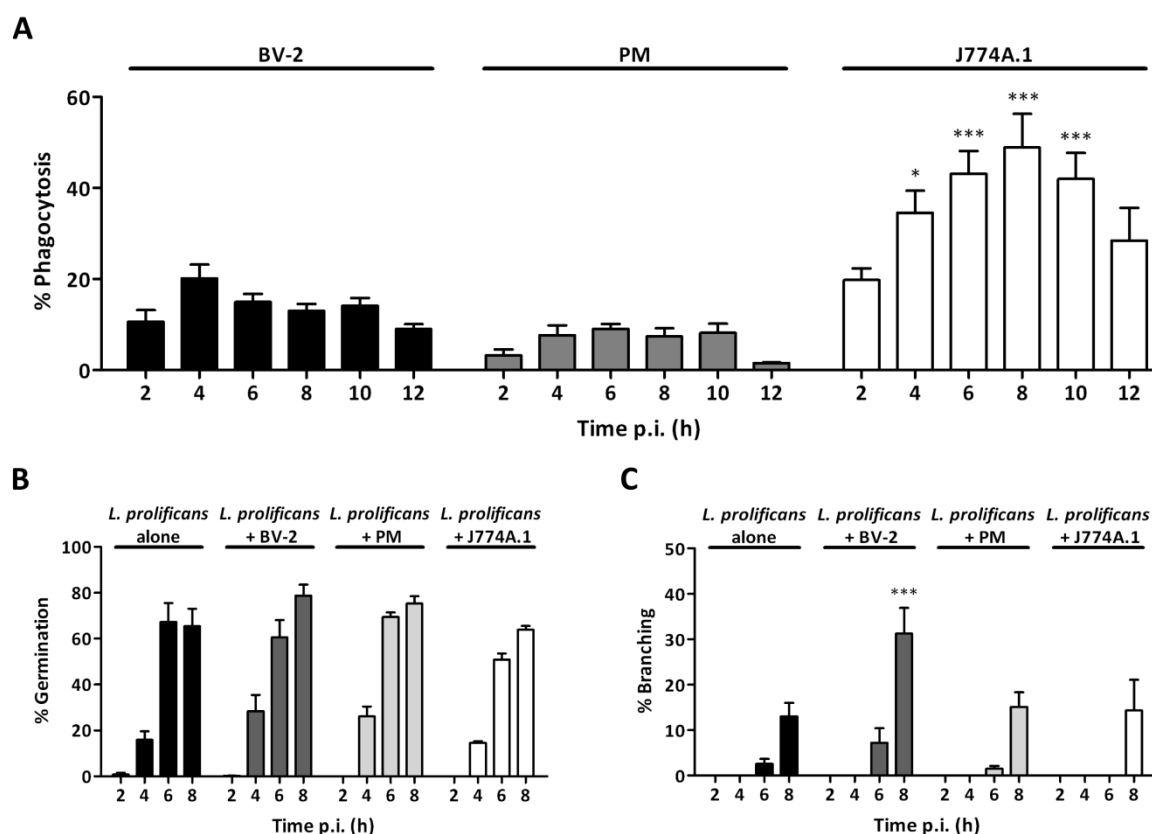 A
BV-2 PM J774A.1
60
40
20
0
% Phagocytosis
* *** *** ***
2 4 6 8 10 12 2 4 6 8 10 12 2 4 6 8 10 12
Time p.i. (h)
B
L. prolificans L. prolificans L. prolificans L. prolificans
alone + BV-2 + PM + J774A.1
100
80
60
40
20
0
% Germination
2 4 6 8 2 4 6 8 2 4 6 8 2 4 6 8
Time p.i. (h)
C
L. prolificans L. prolificans L. prolificans L. prolificans
alone + BV-2 + PM + J774A.1
50
40
30
20
10
0
% Branching
***
2 4 6 8 2 4 6 8 2 4 6 8 2 4 6 8
Time p.i. (h)